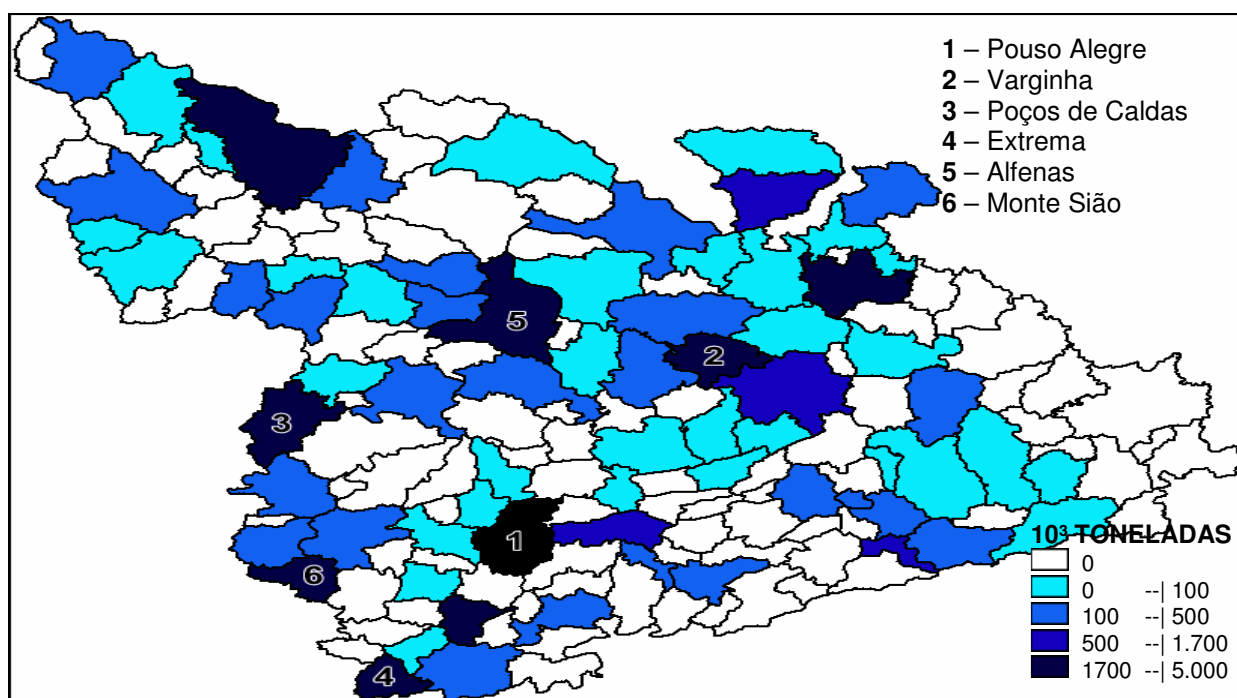 1 – Pouso Alegre
2 – Varginha
3 – Poços de Caldas
4 – Extrema
5 – Alfenas
6 – Monte Sião
5
2
3
1
6
4
10³ TONELADAS
0
0 --| 100
100 --| 500
500 --| 1.700
1700 --| 5.000